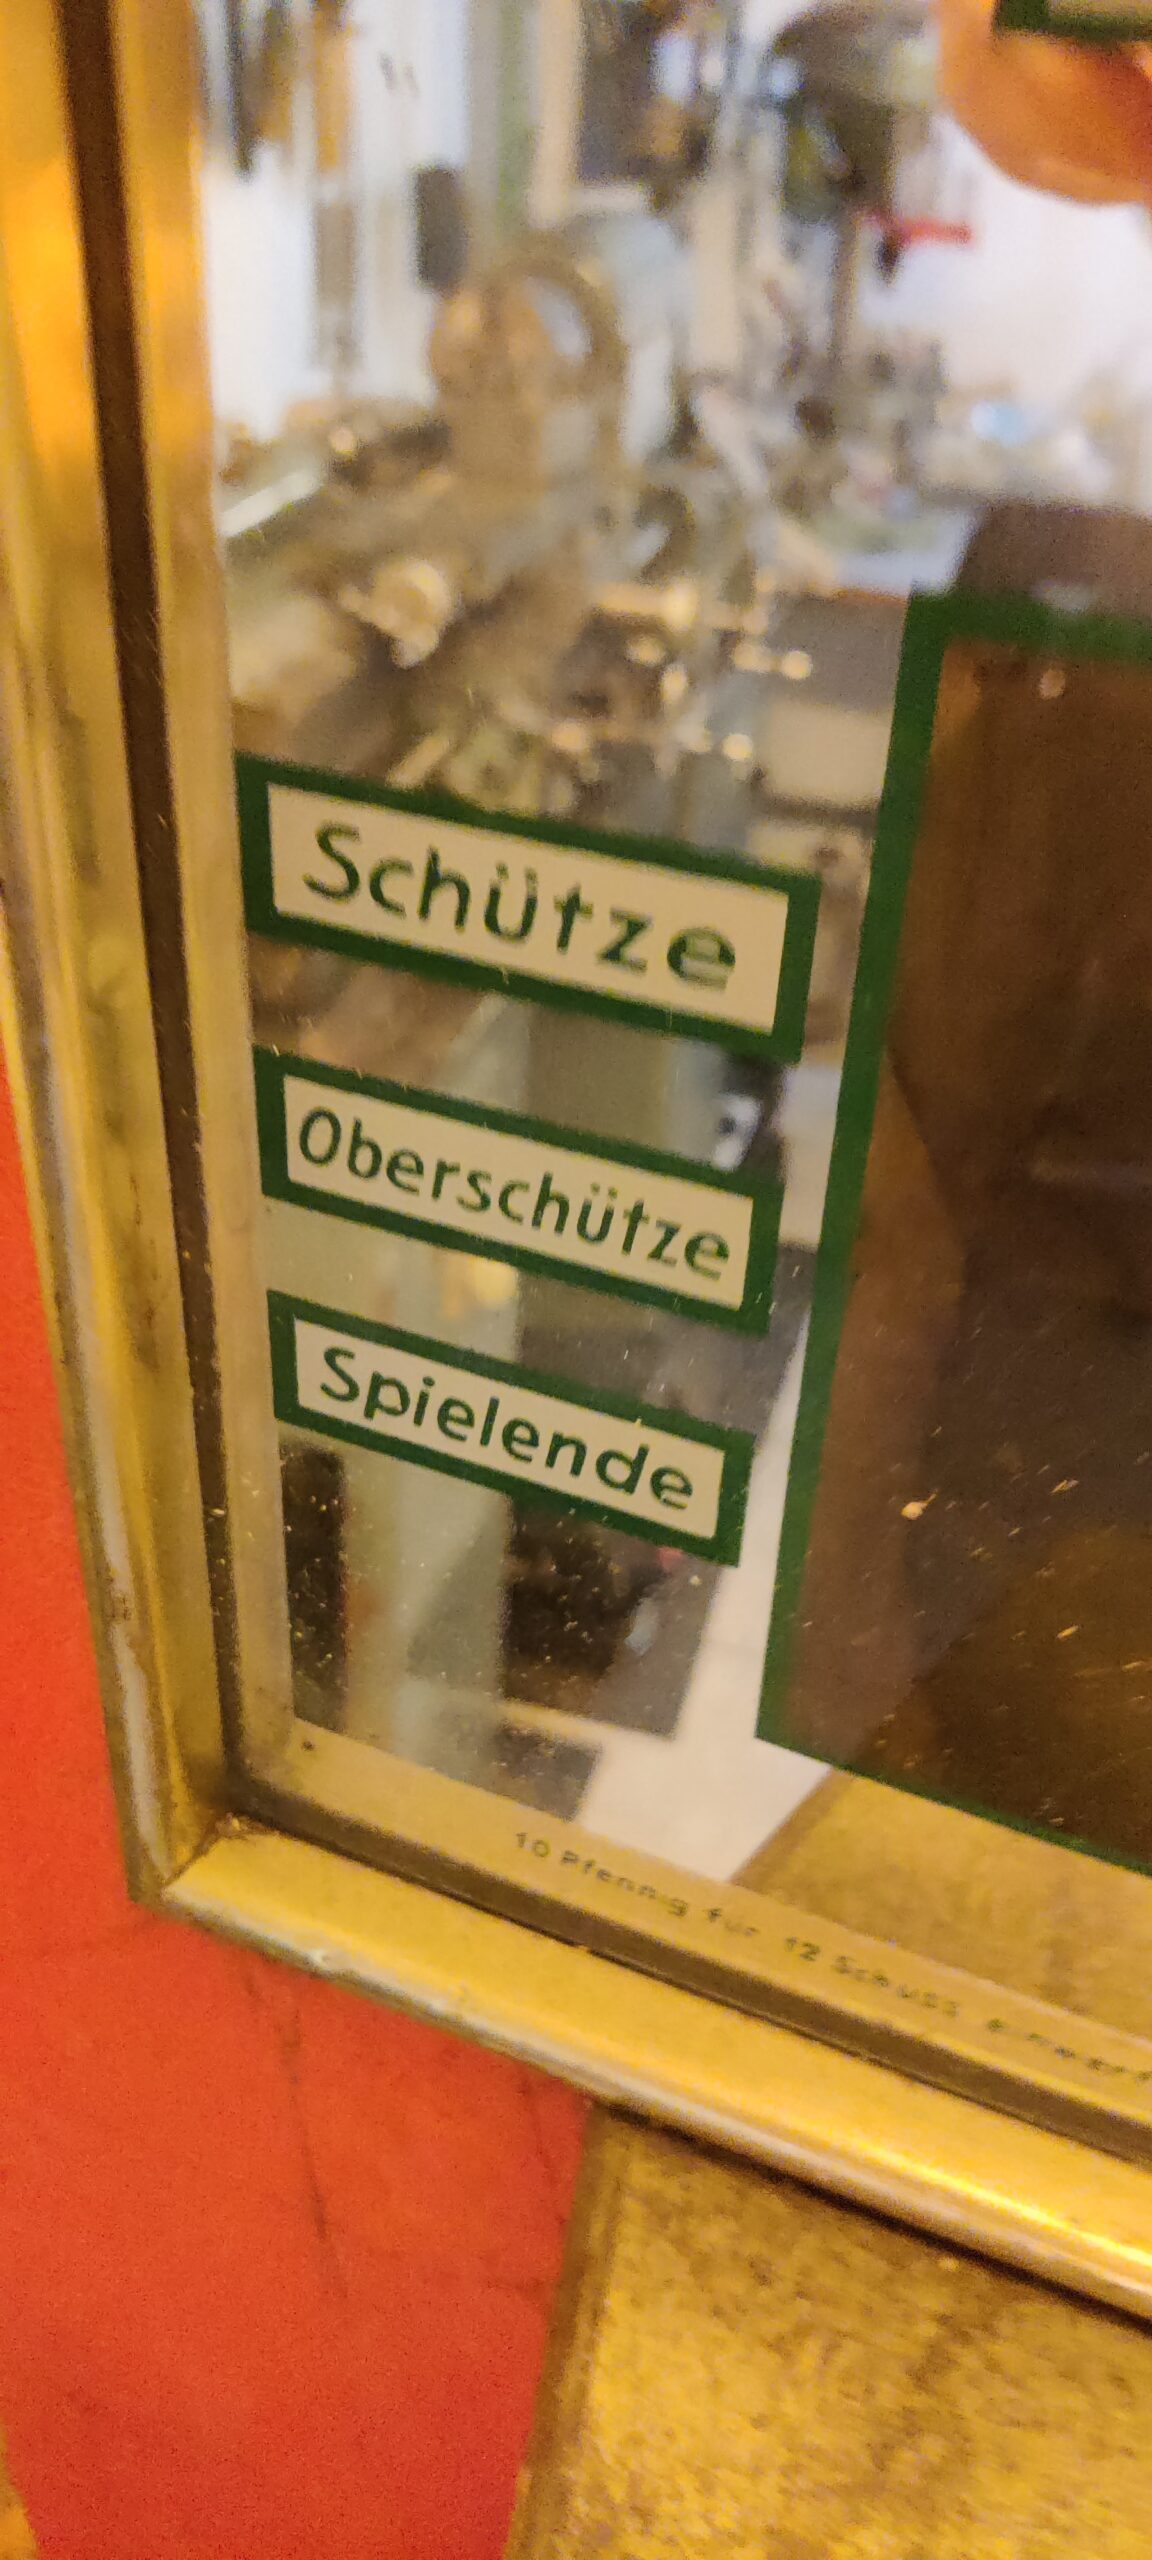 Schütze
Oberschütze
Spielende
10 Pfennig für 12 Schuss